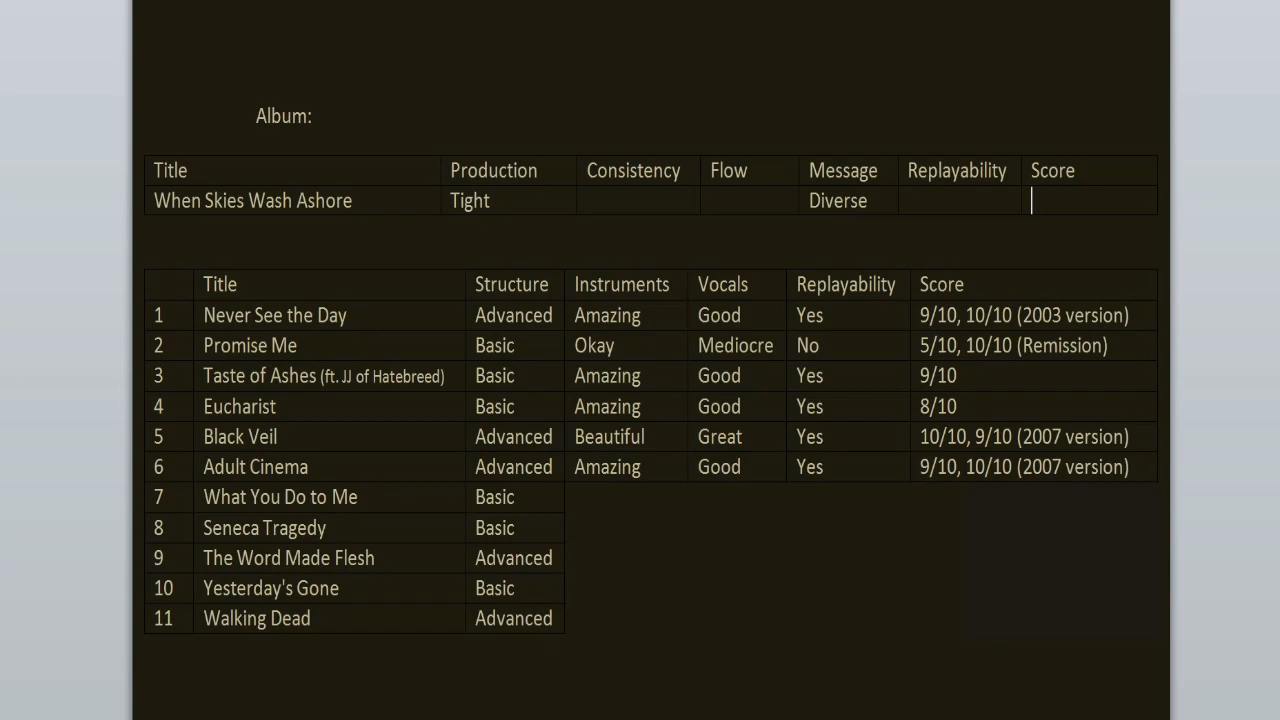 Album:
Title Production Consistency Flow Message Replayability Score
When Skies Wash Ashore Tight Diverse
Title Structure Instruments Vocals Replayability Score
1 Never See the Day Advanced Amazing Good Yes 9/10, 10/10 (2003 version)
2 Promise Me Basic Okay Mediocre No 5/10, 10/10 (Remission)
3 Taste of Ashes (ft. JJ of Hatebreed) Basic Amazing Good Yes 9/10
4 Eucharist Basic Amazing Good Yes 8/10
5 Black Veil Advanced Beautiful Great Yes 10/10, 9/10 (2007 version)
6 Adult Cinema Advanced Amazing Good Yes 9/10, 10/10 (2007 version)
7 What You Do to Me Basic
8 Seneca Tragedy Basic
9 The Word Made Flesh Advanced
10 Yesterday's Gone Basic
11 Walking Dead Advanced